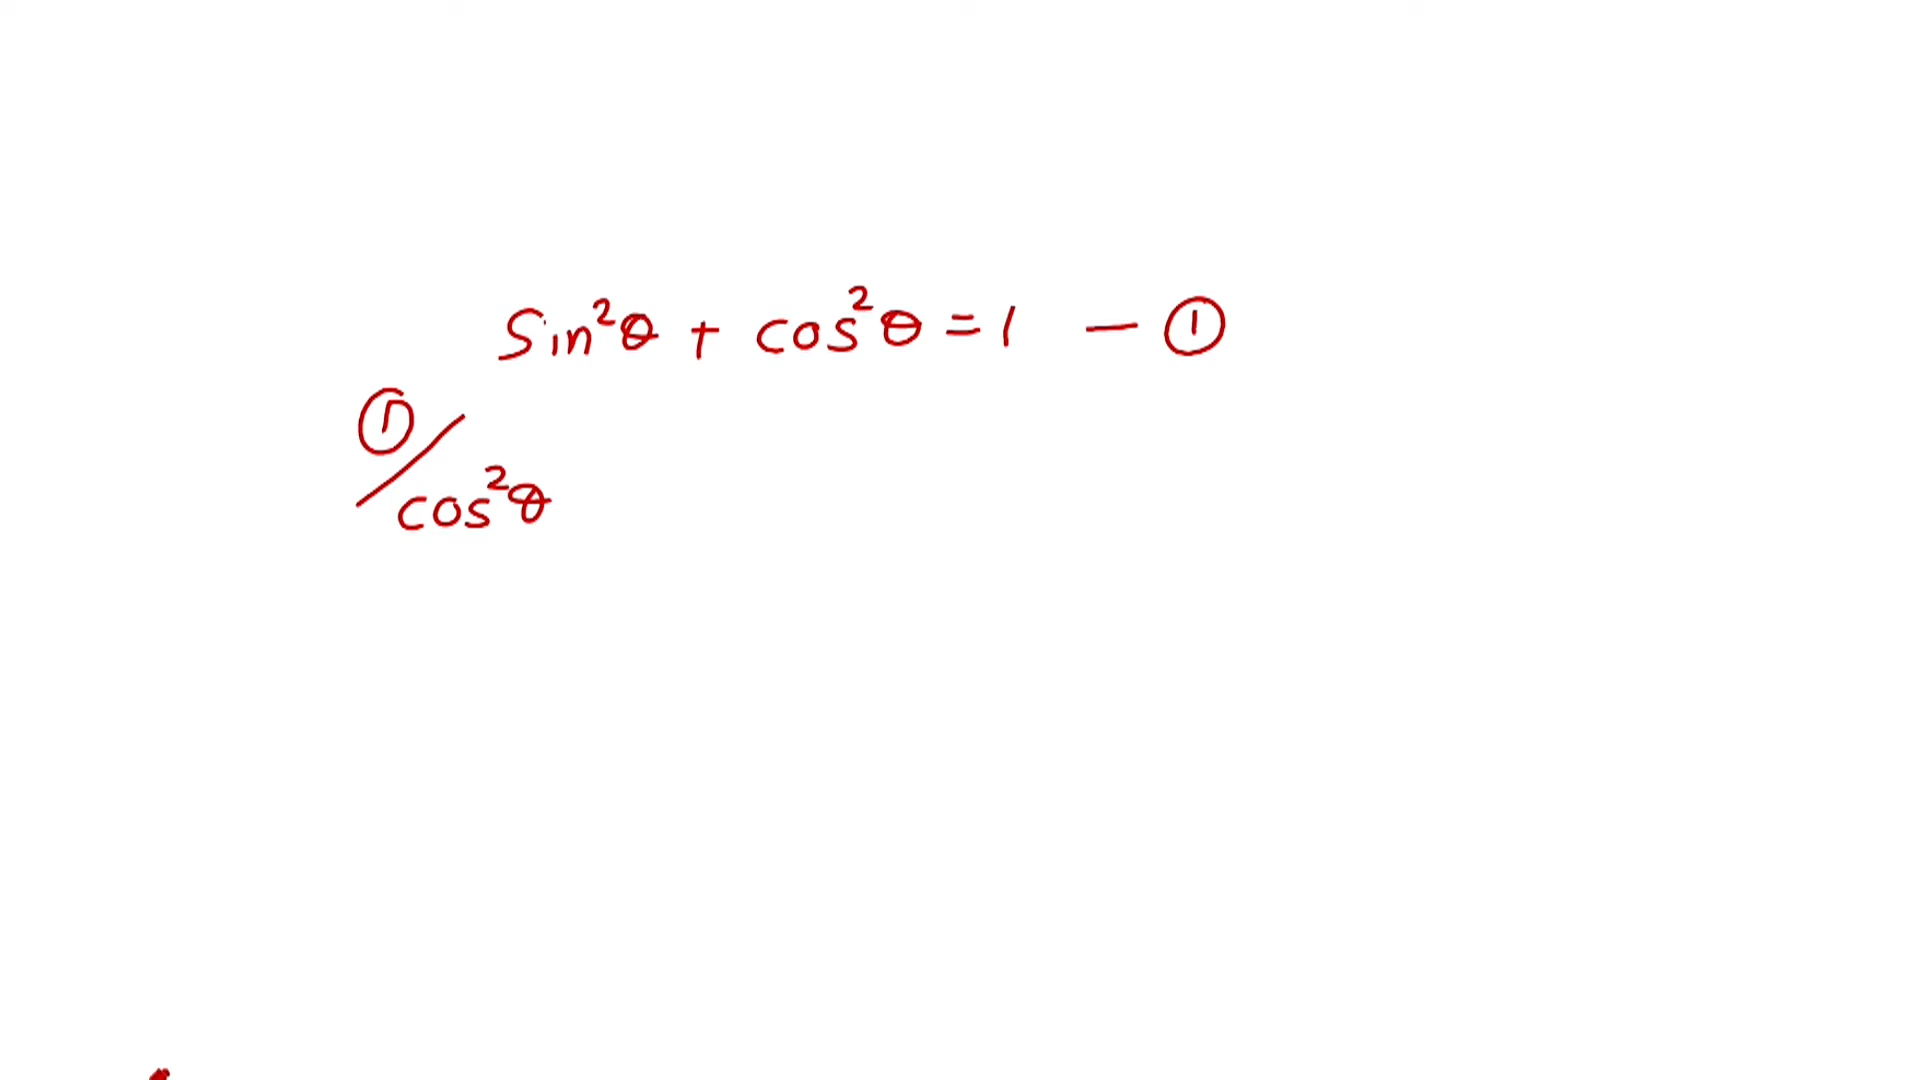 Sin²θ + cos²θ = 1 — ①
①/cos²θ